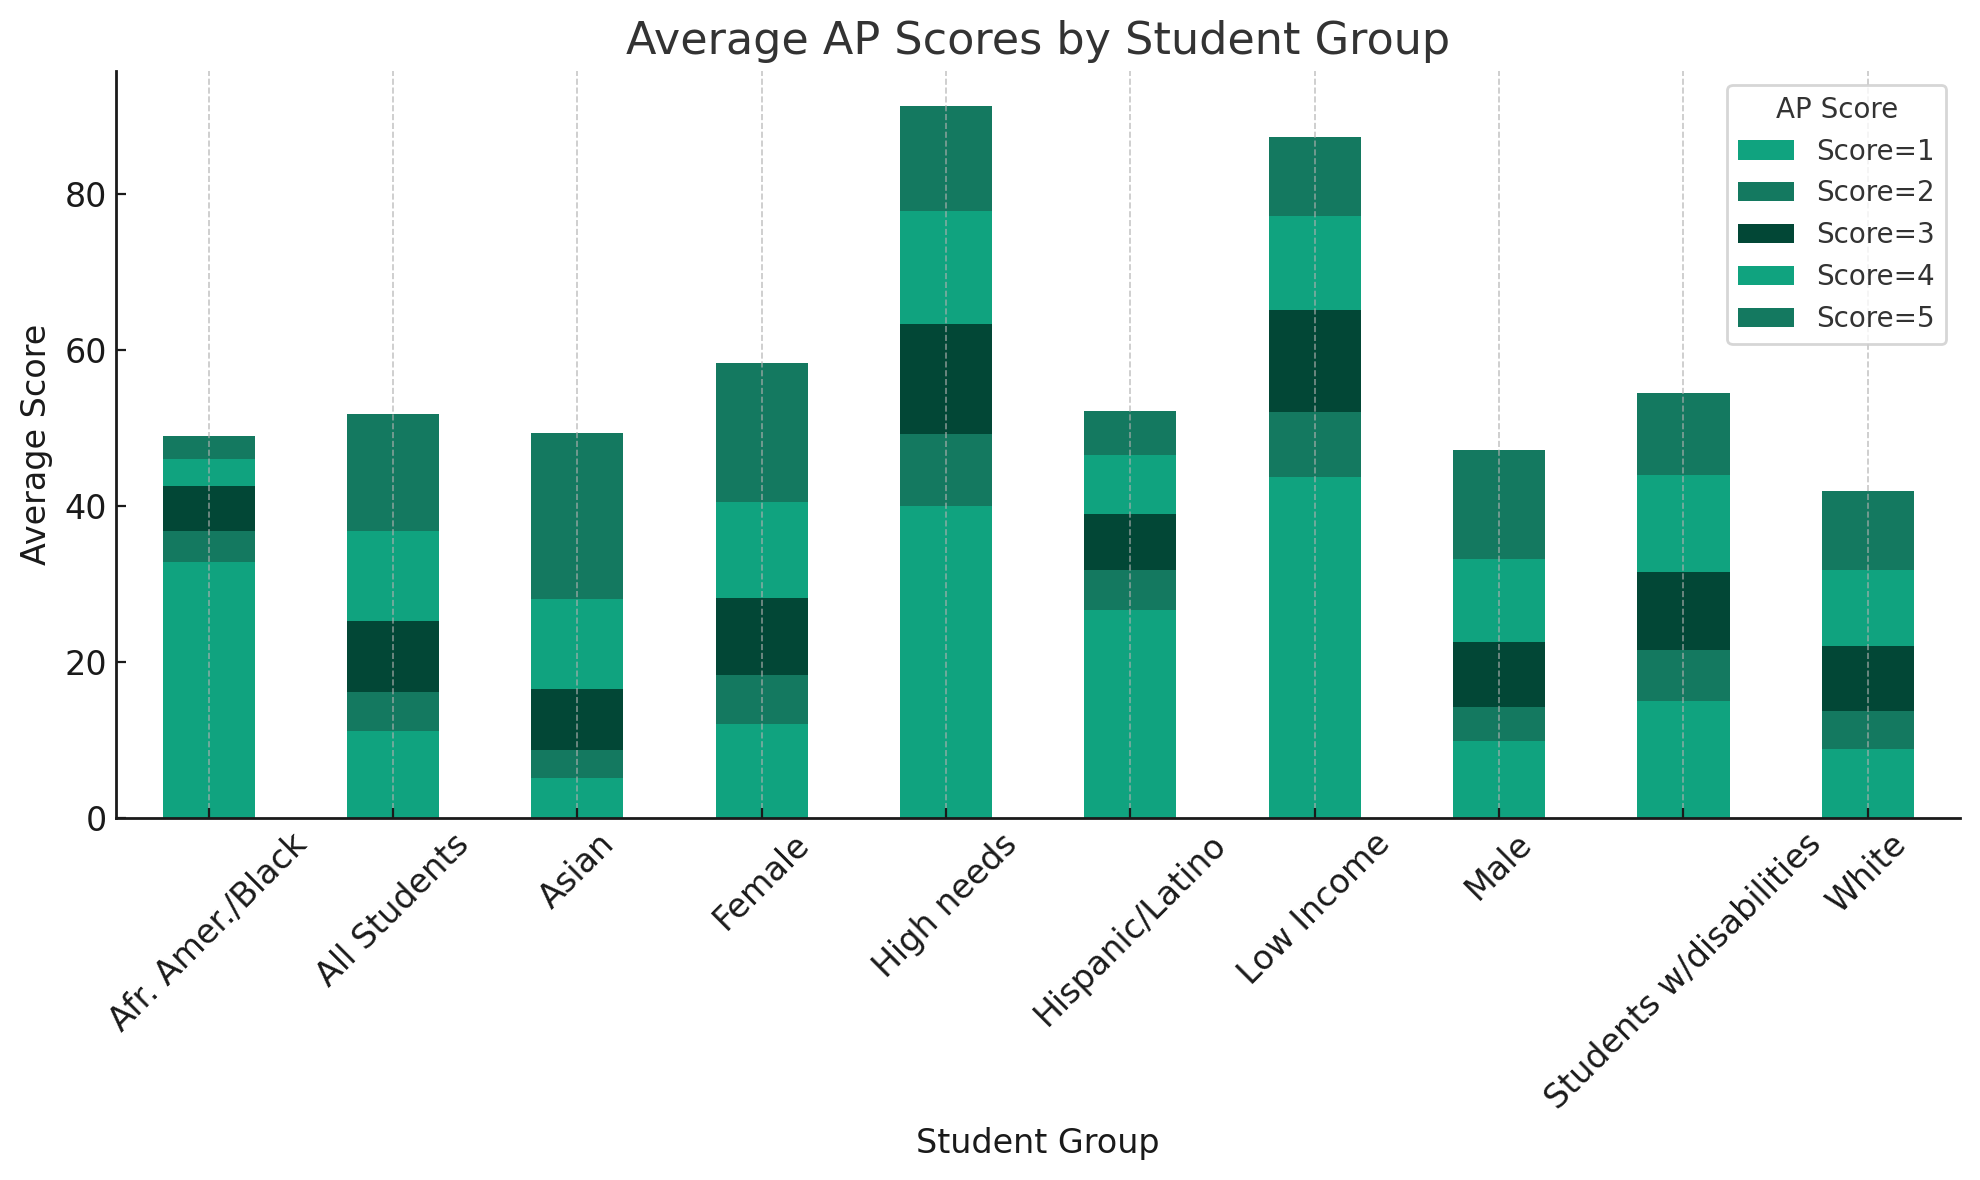 Average AP Scores by Student Group
AP Score
Score=1
Score=2
Score=3
Score=4
Score=5
Average Score
80
60
40
20
0
Afr. Amer./Black
All Students
Asian
Female
High needs
Hispanic/Latino
Low Income
Male
Students w/disabilities
White
Student Group